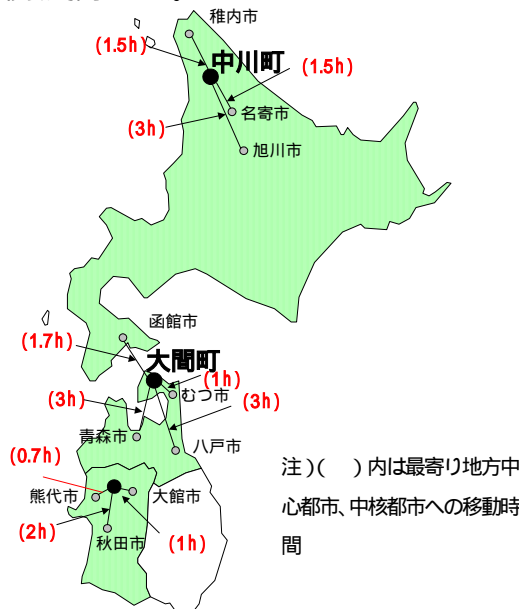 稚内市
(1.5h)
中川町
(1.5h)
名寄市
(3h)
旭川市
函館市
(1.7h)
大間町
(1h)
むつ市
(3h)
(3h)
青森市
八戸市
(0.7h)
熊代市
大館市
(2h)
秋田市
(1h)
注)(　)内は最寄り地方中
心都市、中核都市への移動時
間